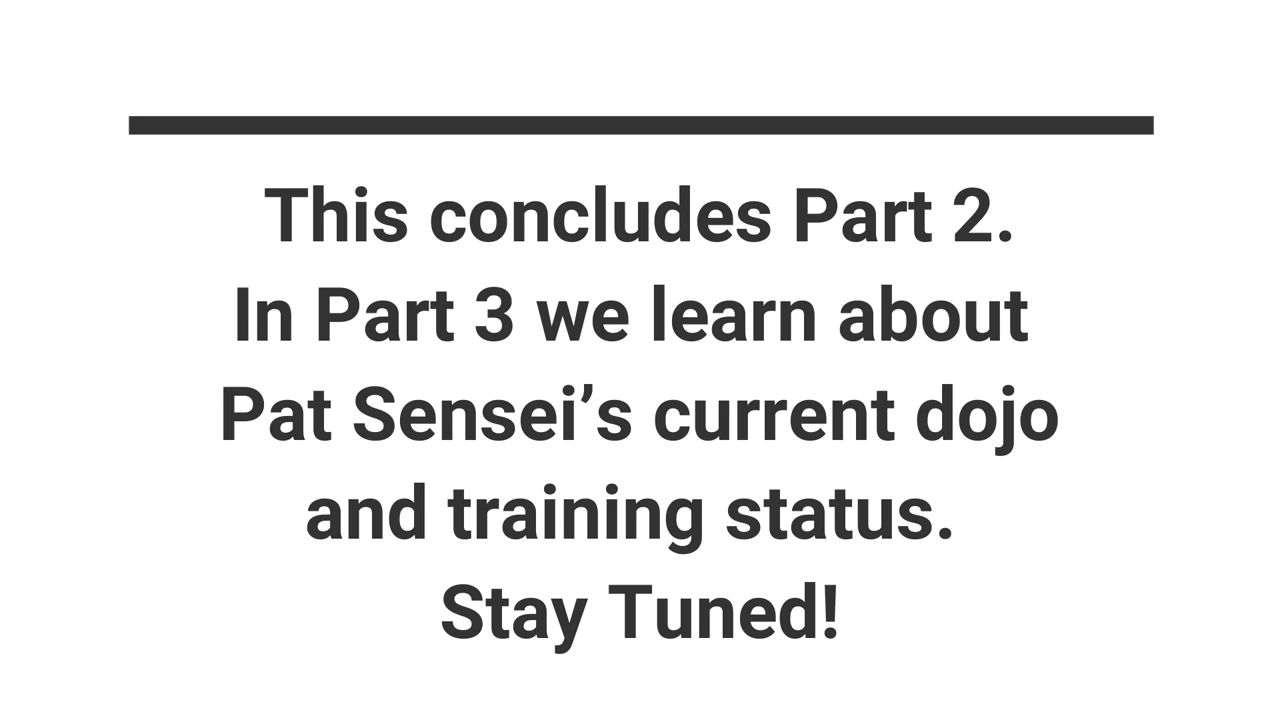 This concludes Part 2.
In Part 3 we learn about
Pat Sensei’s current dojo
and training status.
Stay Tuned!